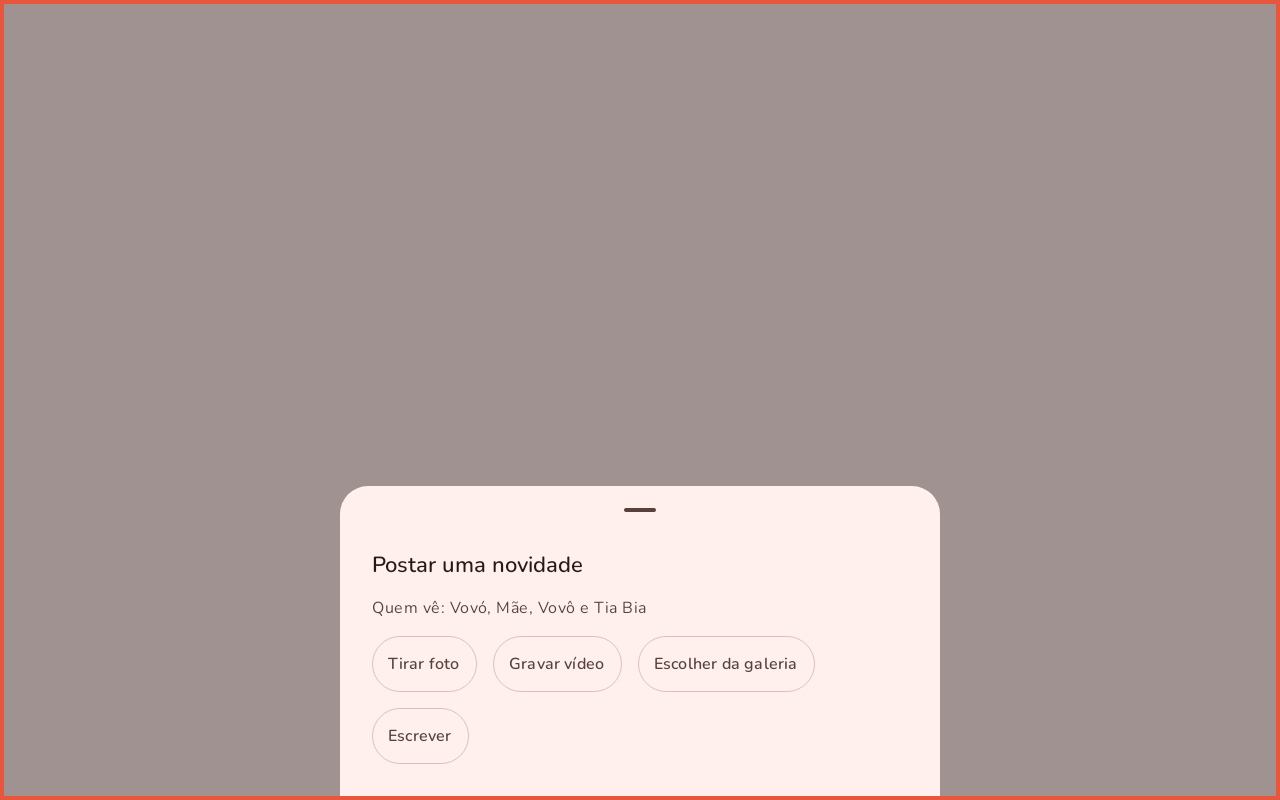 Postar uma novidade
Quem vê: Vovó, Mãe, Vovô e Tia Bia
Tirar foto
Gravar vídeo
Escolher da galeria
Escrever